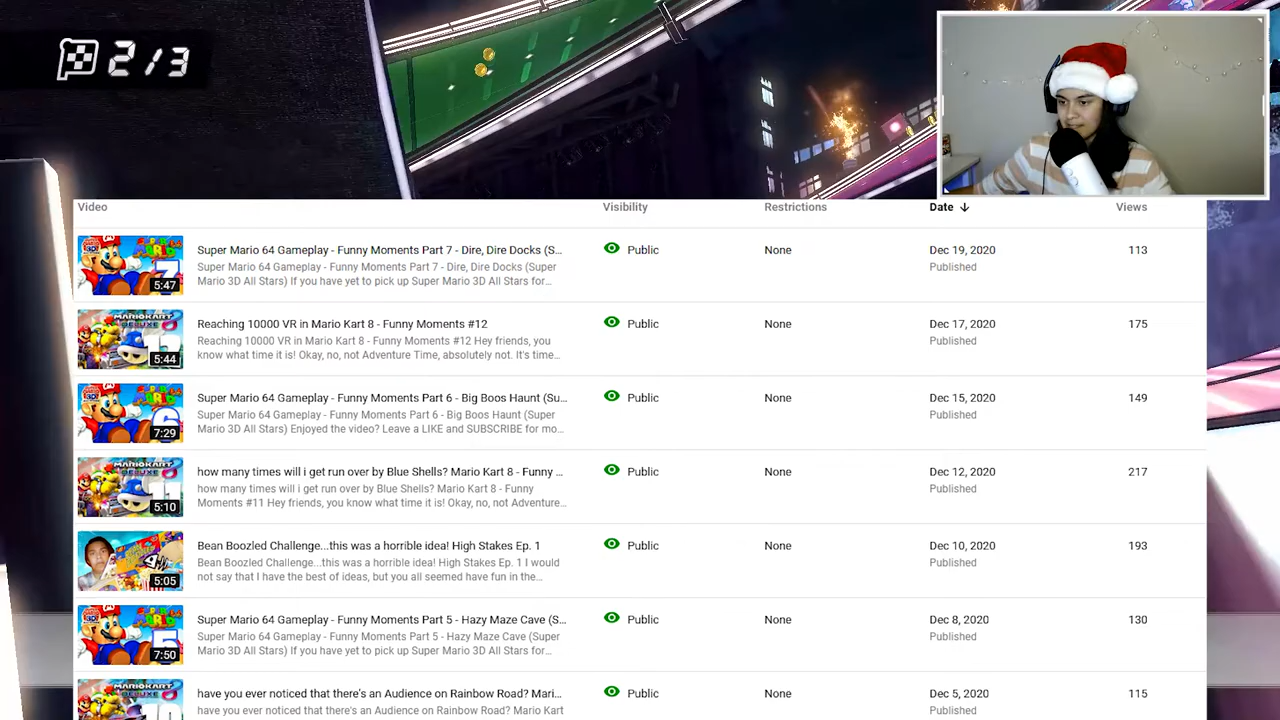 2/3
Video Visibility Restrictions Date ↓ Views
Super Mario 64 Gameplay - Funny Moments Part 7 - Dire, Dire Docks (S... Public None Dec 19, 2020 113
Super Mario 64 Gameplay - Funny Moments Part 7 - Dire, Dire Docks (Super Published
Mario 3D All Stars) If you have yet to pick up Super Mario 3D All Stars for...
7
5:47
Reaching 10000 VR in Mario Kart 8 - Funny Moments #12 Public None Dec 17, 2020 175
Reaching 10000 VR in Mario Kart 8 - Funny Moments #12 Hey friends, you Published
know what time it is! Okay, no, not Adventure Time, absolutely not. It's time...
MARIOKART
DELUXE 8
12
5:44
Super Mario 64 Gameplay - Funny Moments Part 6 - Big Boos Haunt (Su... Public None Dec 15, 2020 149
Super Mario 64 Gameplay - Funny Moments Part 6 - Big Boos Haunt (Super Published
Mario 3D All Stars) Enjoyed the video? Leave a LIKE and SUBSCRIBE for mo...
6
7:29
how many times will i get run over by Blue Shells? Mario Kart 8 - Funny ... Public None Dec 12, 2020 217
how many times will i get run over by Blue Shells? Mario Kart 8 - Funny Published
Moments #11 Hey friends, you know what time it is! Okay, no, not Adventure...
MARIOKART
DELUXE 8
11
5:10
Bean Boozled Challenge...this was a horrible idea! High Stakes Ep. 1 Public None Dec 10, 2020 193
Bean Boozled Challenge...this was a horrible idea! High Stakes Ep. 1 I would Published
not say that I have the best of ideas, but you all seemed have fun in the...
5:05
Super Mario 64 Gameplay - Funny Moments Part 5 - Hazy Maze Cave (S... Public None Dec 8, 2020 130
Super Mario 64 Gameplay - Funny Moments Part 5 - Hazy Maze Cave (Super Published
Mario 3D All Stars) If you have yet to pick up Super Mario 3D All Stars for...
5
7:50
have you ever noticed that there's an Audience on Rainbow Road? Mari... Public None Dec 5, 2020 115
have you ever noticed that there's an Audience on Rainbow Road? Mario Kart Published
10